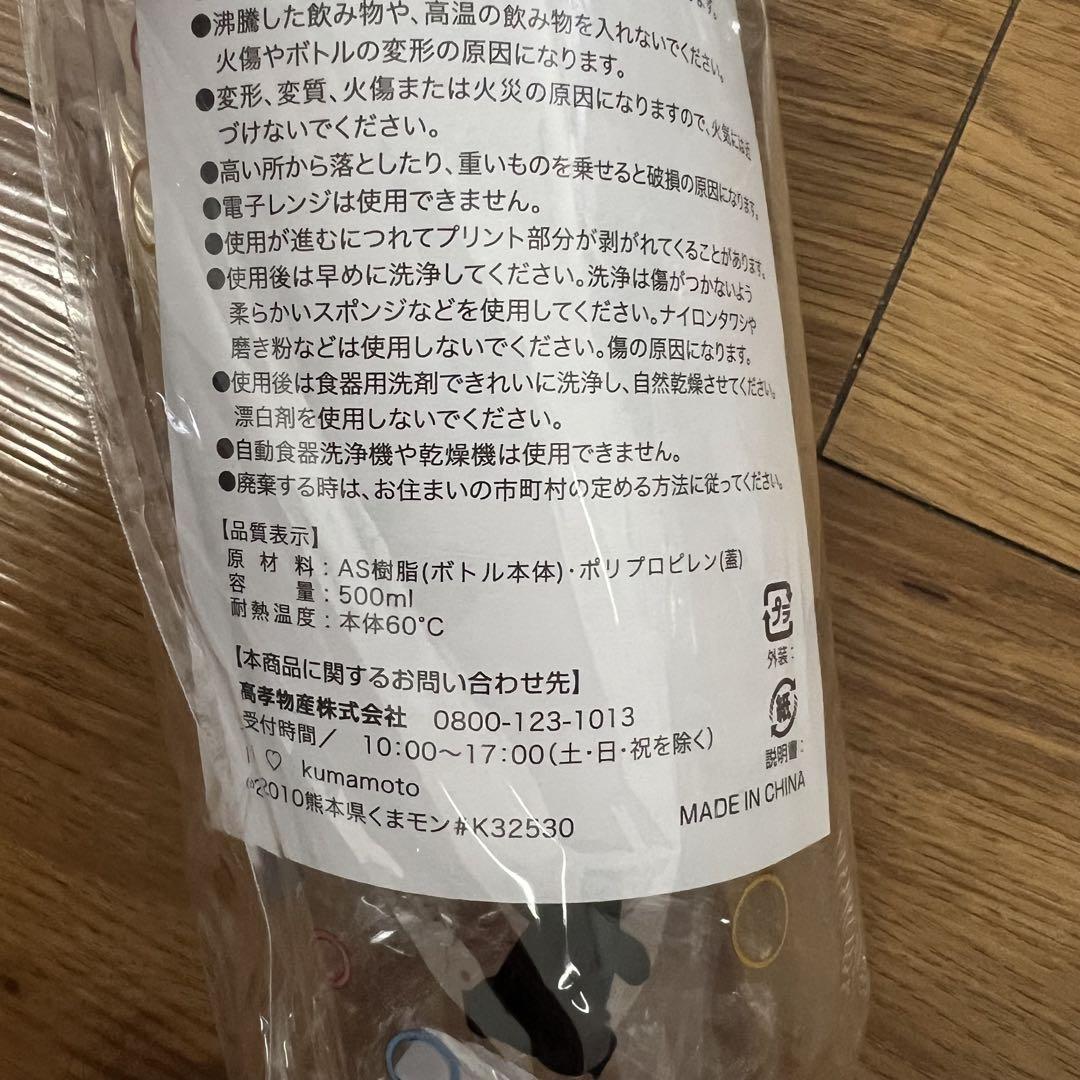 ます。
●沸騰した飲み物や、高温の飲み物を入れないでください。
火傷やボトルの変形の原因になります。
●変形、変質、火傷または火災の原因になりますので、火気には近
づけないでください。
●高い所から落としたり、重いものを乗せると破損の原因になります。
●電子レンジは使用できません。
●使用が進むにつれてプリント部分が剥がれてくることがあります。
●使用後は早めに洗浄してください。洗浄は傷がつかないよう
柔らかいスポンジなどを使用してください。ナイロンタワシや
磨き粉などは使用しないでください。傷の原因になります。
●使用後は食器用洗剤できれいに洗浄し、自然乾燥させてください。
漂白剤を使用しないでください。
●自動食器洗浄機や乾燥機は使用できません。
●廃棄する時は、お住まいの市町村の定める方法に従ってください。
【品質表示】
原材料：AS樹脂(ボトル本体)・ポリプロピレン(蓋)
容量：500ml
耐熱温度：本体60℃
【本商品に関するお問い合わせ先】
高孝物産株式会社 0800-123-1013
受付時間／ 10:00〜17:00(土・日・祝を除く)
♡ kumamoto
©2010熊本県くまモン#K32530
プラ
外装：
紙
説明書：
MADE IN CHINA